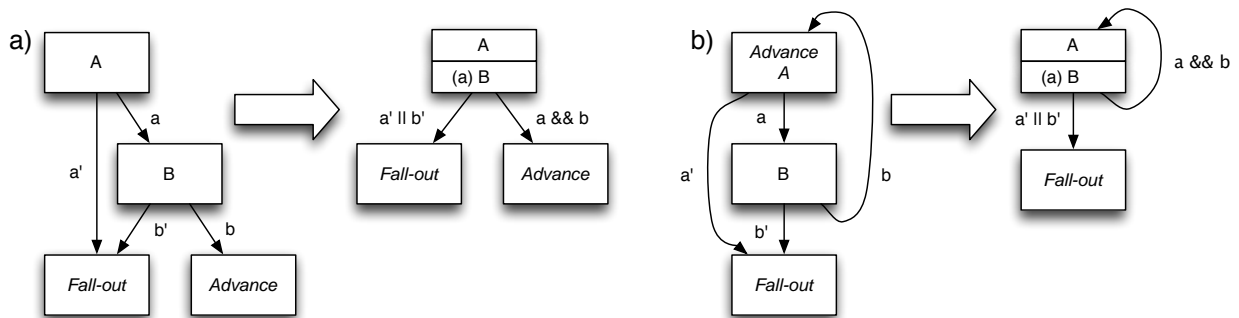 a)
A
a
a'
B
b'
b
Fall-out
Advance
A
(a) B
a' || b'
a && b
Fall-out
Advance
b)
Advance
A
a
a'
B
b
b'
Fall-out
A
(a) B
a && b
a' || b'
Fall-out